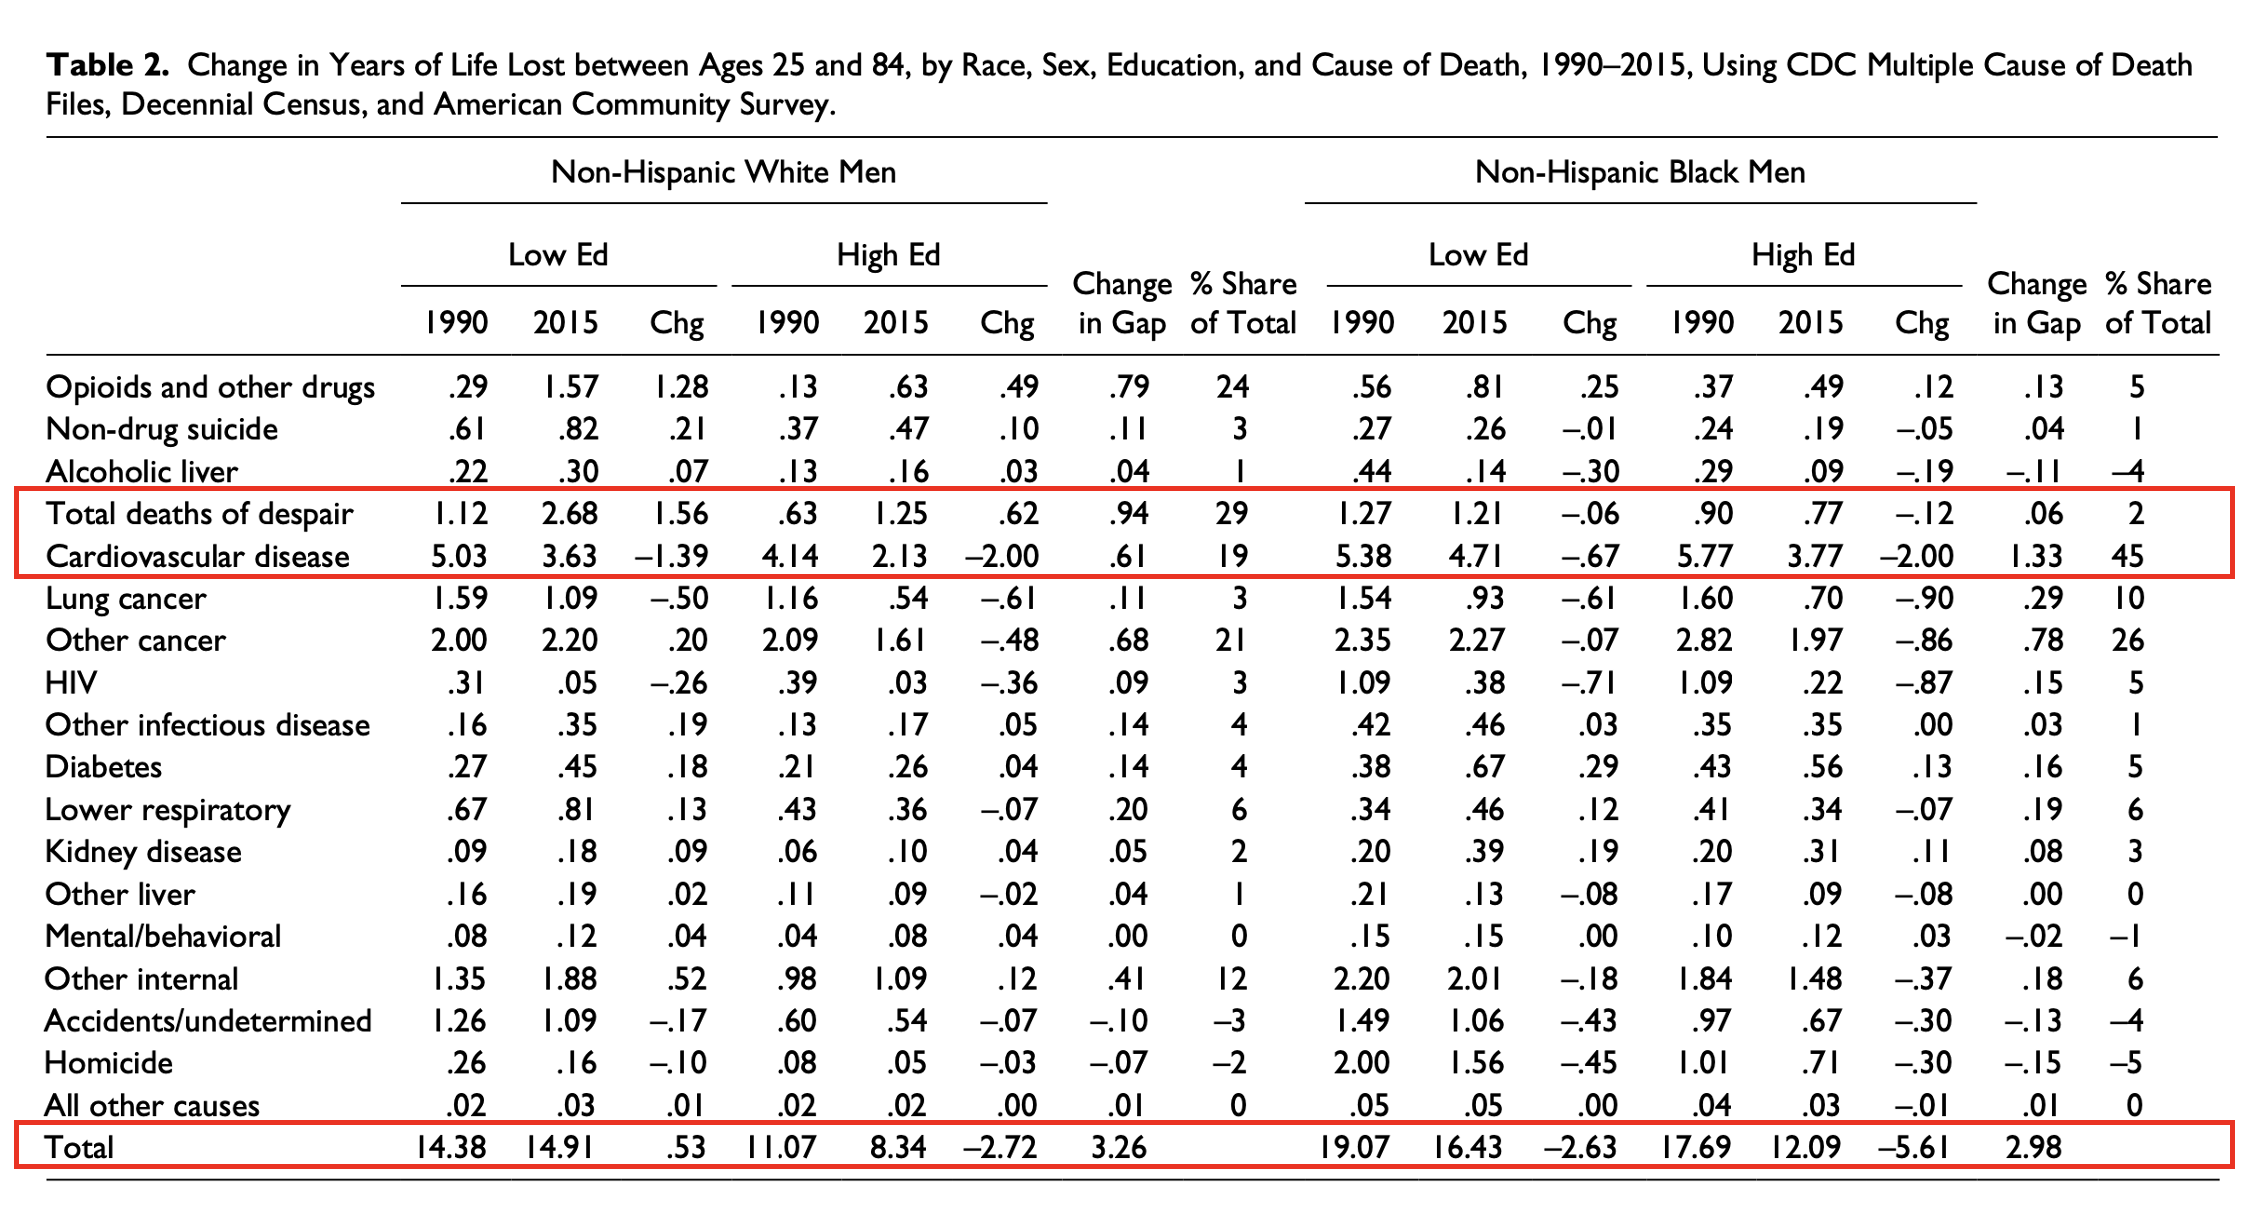 Table 2. Change in Years of Life Lost between Ages 25 and 84, by Race, Sex, Education, and Cause of Death, 1990–2015, Using CDC Multiple Cause of Death
Files, Decennial Census, and American Community Survey.
Non-Hispanic White Men Non-Hispanic Black Men
Low Ed High Ed Change in Gap % Share of Total Low Ed High Ed Change in Gap % Share of Total
1990 2015 Chg 1990 2015 Chg 1990 2015 Chg 1990 2015 Chg
Opioids and other drugs .29 1.57 1.28 .13 .63 .49 .79 24 .56 .81 .25 .37 .49 .12 .13 5
Non-drug suicide .61 .82 .21 .37 .47 .10 .11 3 .27 .26 –.01 .24 .19 –.05 .04 1
Alcoholic liver .22 .30 .07 .13 .16 .03 .04 1 .44 .14 –.30 .29 .09 –.19 –.11 –4
Total deaths of despair 1.12 2.68 1.56 .63 1.25 .62 .94 29 1.27 1.21 –.06 .90 .77 –.12 .06 2
Cardiovascular disease 5.03 3.63 –1.39 4.14 2.13 –2.00 .61 19 5.38 4.71 –.67 5.77 3.77 –2.00 1.33 45
Lung cancer 1.59 1.09 –.50 1.16 .54 –.61 .11 3 1.54 .93 –.61 1.60 .70 –.90 .29 10
Other cancer 2.00 2.20 .20 2.09 1.61 –.48 .68 21 2.35 2.27 –.07 2.82 1.97 –.86 .78 26
HIV .31 .05 –.26 .39 .03 –.36 .09 3 1.09 .38 –.71 1.09 .22 –.87 .15 5
Other infectious disease .16 .35 .19 .13 .17 .05 .14 4 .42 .46 .03 .35 .35 .00 .03 1
Diabetes .27 .45 .18 .21 .26 .04 .14 4 .38 .67 .29 .43 .56 .13 .16 5
Lower respiratory .67 .81 .13 .43 .36 –.07 .20 6 .34 .46 .12 .41 .34 –.07 .19 6
Kidney disease .09 .18 .09 .06 .10 .04 .05 2 .20 .39 .19 .20 .31 .11 .08 3
Other liver .16 .19 .02 .11 .09 –.02 .04 1 .21 .13 –.08 .17 .09 –.08 .00 0
Mental/behavioral .08 .12 .04 .04 .08 .04 .00 0 .15 .15 .00 .10 .12 .03 –.02 –1
Other internal 1.35 1.88 .52 .98 1.09 .12 .41 12 2.20 2.01 –.18 1.84 1.48 –.37 .18 6
Accidents/undetermined 1.26 1.09 –.17 .60 .54 –.07 –.10 –3 1.49 1.06 –.43 .97 .67 –.30 –.13 –4
Homicide .26 .16 –.10 .08 .05 –.03 –.07 –2 2.00 1.56 –.45 1.01 .71 –.30 –.15 –5
All other causes .02 .03 .01 .02 .02 .00 .01 0 .05 .05 .00 .04 .03 –.01 .01 0
Total 14.38 14.91 .53 11.07 8.34 –2.72 3.26 19.07 16.43 –2.63 17.69 12.09 –5.61 2.98